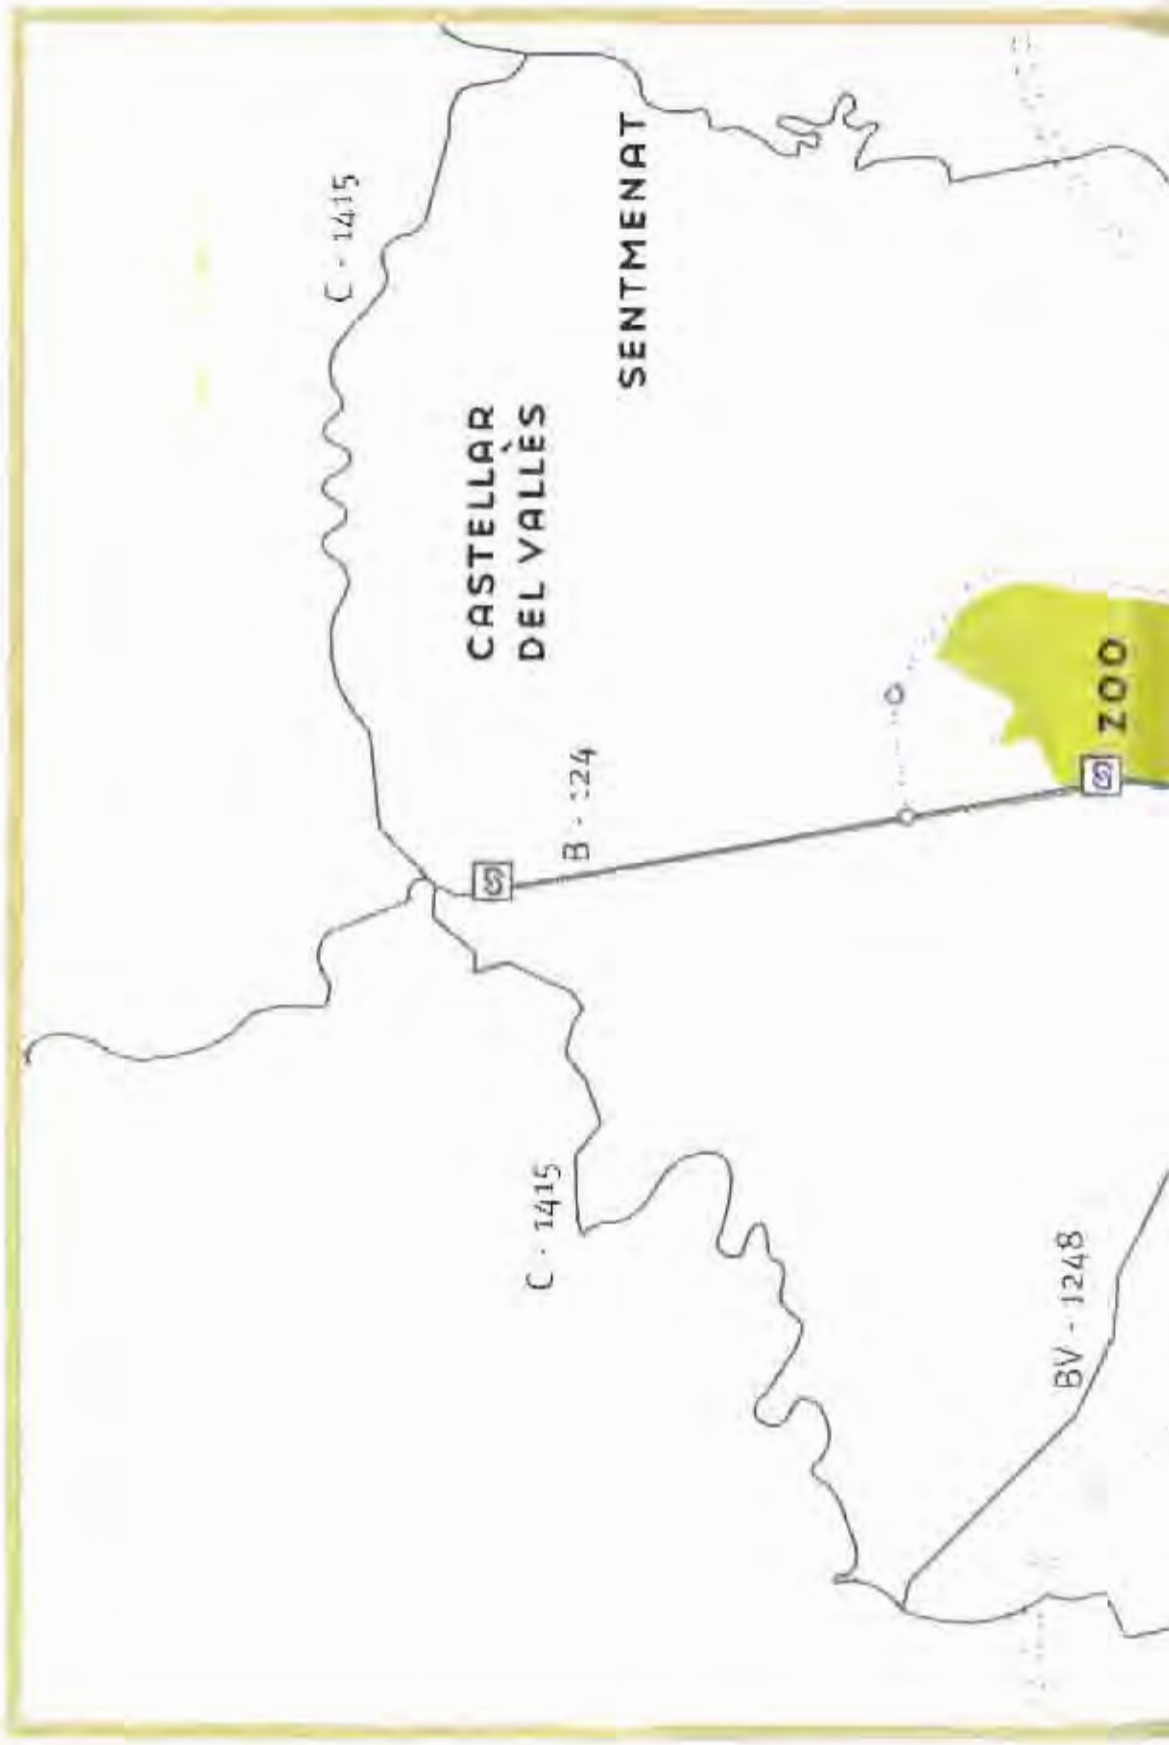 C - 1415
SENTMENAT
CASTELLAR
DEL VALLÈS
B - 124
ZOO
C - 1415
BV - 1248